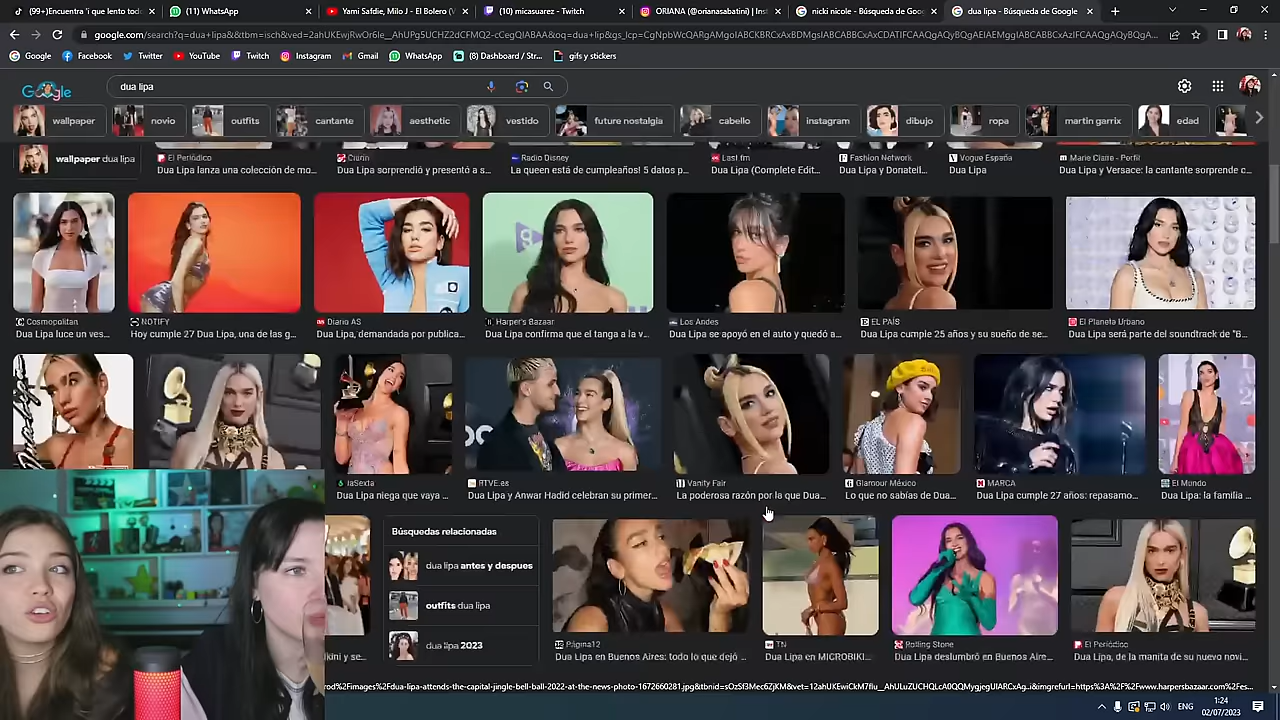 (99+)Encuentra 'i que lento tod
(11) WhatsApp
Yami Safdie, Milo J - El Bolero (V
(10) micasuarez - Twitch
ORIANA (@orianasabatini) | Ins
nicki nicole - Búsqueda de Goog
dua lipa - Búsqueda de Google
Google
Facebook
Twitter
YouTube
Twitch
Instagram
Gmail
WhatsApp
(8) Dashboard / Str...
gifs y stickers
Google
dua lipa
wallpaper
novio
outfits
cantante
aesthetic
vestido
future nostalgia
cabello
instagram
dibujo
ropa
martin garrix
edad
wallpaper dua lipa
El Periódico
Dua Lipa lanza una colección de mo...
Clarín
Dua Lipa sorprendió y presentó a s...
Radio Disney
La queen está de cumpleaños! 5 datos p...
Last.fm
Dua Lipa (Complete Edit...
Fashion Network
Dua Lipa y Donatell...
Vogue España
Dua Lipa
Marie Claire - Perfil
Dua Lipa y Versace: la cantante sorprende c...
Cosmopolitan
Dua Lipa luce un ves...
NOTIFY
Hoy cumple 27 Dua Lipa, una de las g...
Diario AS
Dua Lipa, demandada por publica...
Harper's Bazaar
Dua Lipa confirma que el tanga a la v...
Los Andes
Dua Lipa se apoyó en el auto y quedó a...
EL PAÍS
Dua Lipa cumple 25 años y su sueño de se...
El Planeta Urbano
Dua Lipa será parte del soundtrack de "B...
laSexta
Dua Lipa niega que vaya ...
RTVE.es
Dua Lipa y Anwar Hadid celebran su primer...
Vanity Fair
La poderosa razón por la que Dua...
Glamour México
Lo que no sabías de Dua...
MARCA
Dua Lipa cumple 27 años: repasamo...
El Mundo
Dua Lipa: la familia ...
Búsquedas relacionadas
dua lipa antes y despues
outfits dua lipa
dua lipa 2023
Página12
Dua Lipa en Buenos Aires: todo lo que dejó ...
TN
Dua Lipa en MICROBIKI...
Rolling Stone
Dua Lipa deslumbró en Buenos Aire...
El Periódico
Dua Lipa, de la manita de su nuevo novi...
ENG
1:24
02/07/2023